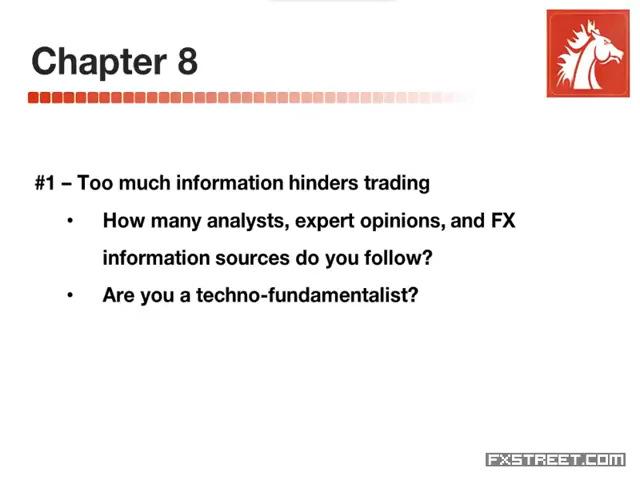 Chapter 8
#1 – Too much information hinders trading
• How many analysts, expert opinions, and FX
information sources do you follow?
• Are you a techno-fundamentalist?
FXSTREET.COM